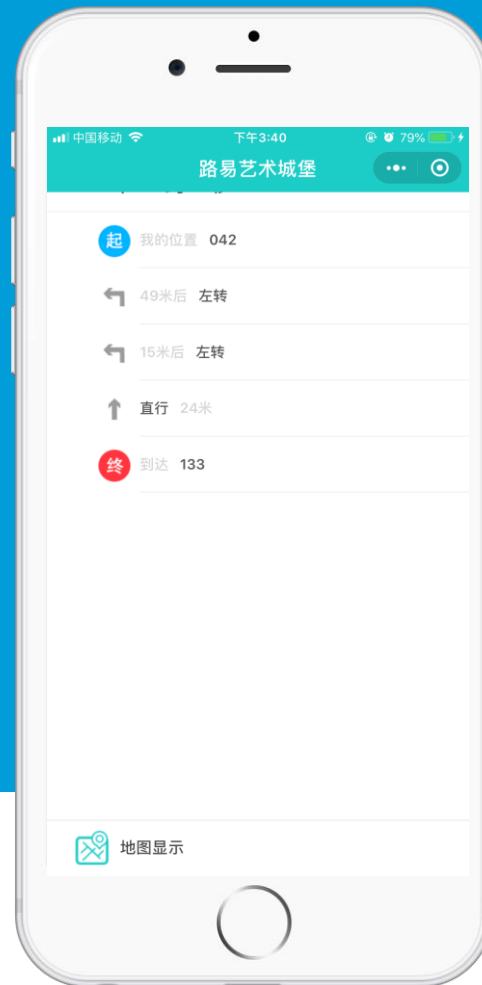 中国移动 下午3:40 79%
路易艺术城堡
起 我的位置 042
49米后 左转
15米后 左转
直行 24米
终 到达 133
地图显示